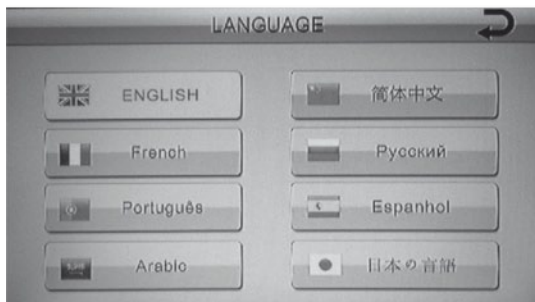 LANGUAGE
ENGLISH
简体中文
French
Русский
Português
Espanhol
Arabic
日本の言語